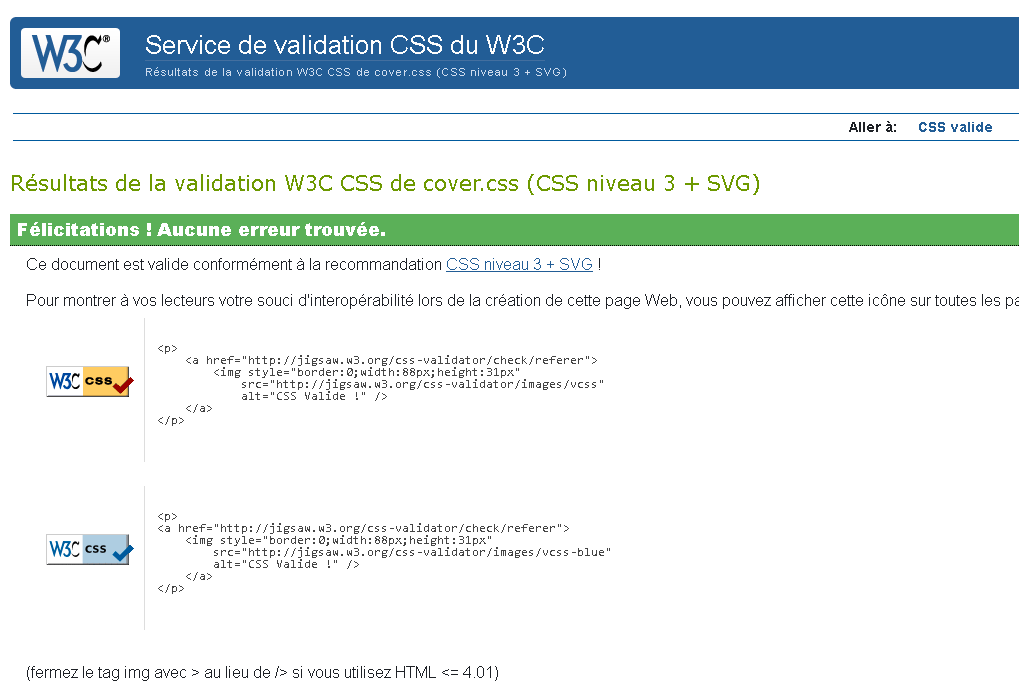 W3C®
Service de validation CSS du W3C
Résultats de la validation W3C CSS de cover.css (CSS niveau 3 + SVG)
Aller à: CSS valide
Résultats de la validation W3C CSS de cover.css (CSS niveau 3 + SVG)
Félicitations ! Aucune erreur trouvée.
Ce document est valide conformément à la recommandation CSS niveau 3 + SVG !
Pour montrer à vos lecteurs votre souci d'interopérabilité lors de la création de cette page Web, vous pouvez afficher cette icône sur toutes les pa
W3C css
<p>
<a href="http://jigsaw.w3.org/css-validator/check/referer">
<img style="border:0;width:88px;height:31px"
src="http://jigsaw.w3.org/css-validator/images/vcss"
alt="CSS Valide !" />
</a>
</p>
W3C css
<p>
<a href="http://jigsaw.w3.org/css-validator/check/referer">
<img style="border:0;width:88px;height:31px"
src="http://jigsaw.w3.org/css-validator/images/vcss-blue"
alt="CSS Valide !" />
</a>
</p>
(fermez le tag img avec > au lieu de /> si vous utilisez HTML <= 4.01)